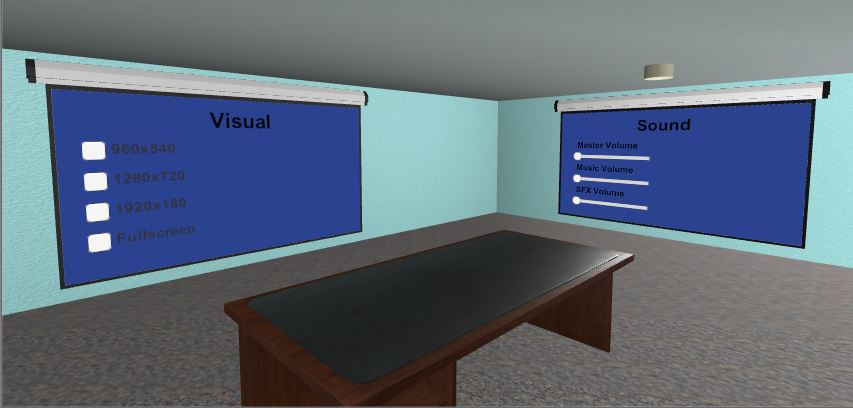 Visual
960x540
1280x720
1920x180
Fullscreen
Sound
Master Volume
Music Volume
SFX Volume